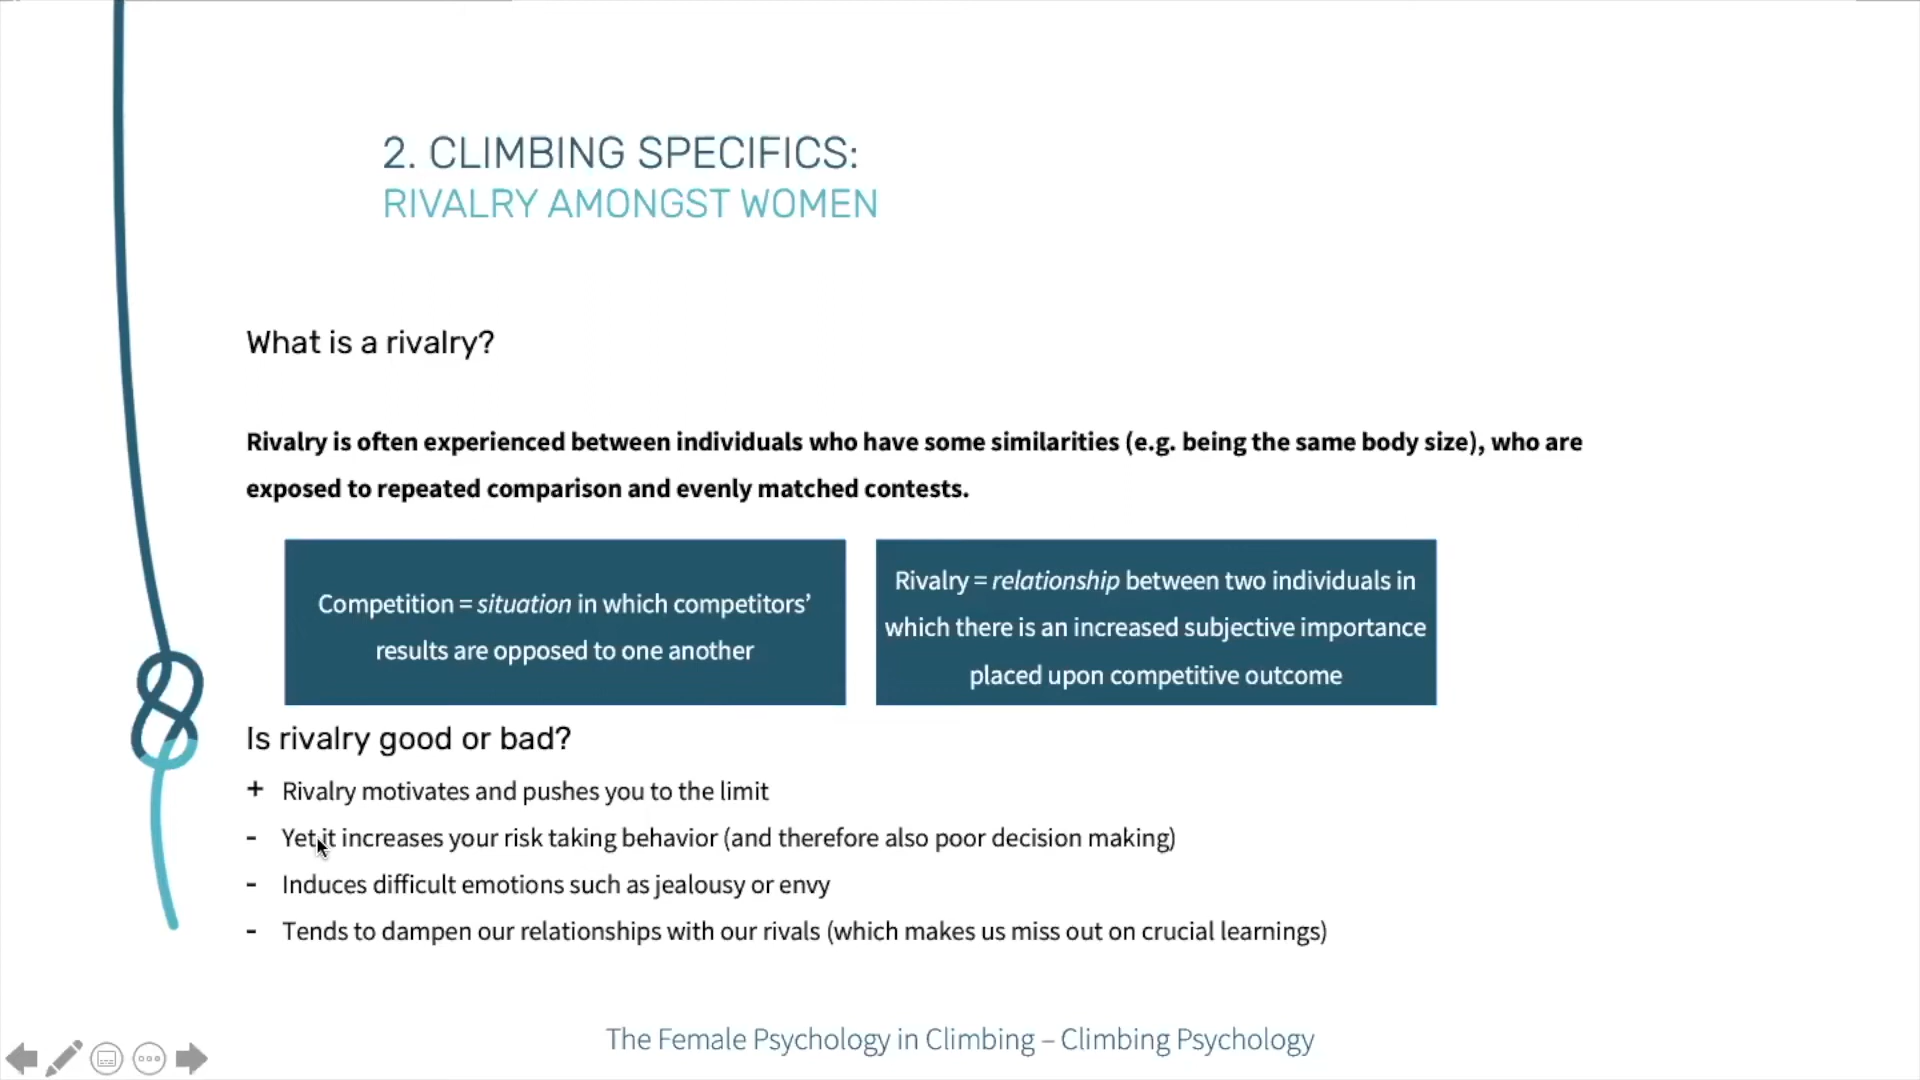 2. CLIMBING SPECIFICS:
RIVALRY AMONGST WOMEN
What is a rivalry?
Rivalry is often experienced between individuals who have some similarities (e.g. being the same body size), who are
exposed to repeated comparison and evenly matched contests.
Competition = situation in which competitors’
results are opposed to one another
Rivalry = relationship between two individuals in
which there is an increased subjective importance
placed upon competitive outcome
Is rivalry good or bad?
+ Rivalry motivates and pushes you to the limit
- Yet it increases your risk taking behavior (and therefore also poor decision making)
- Induces difficult emotions such as jealousy or envy
- Tends to dampen our relationships with our rivals (which makes us miss out on crucial learnings)
The Female Psychology in Climbing – Climbing Psychology